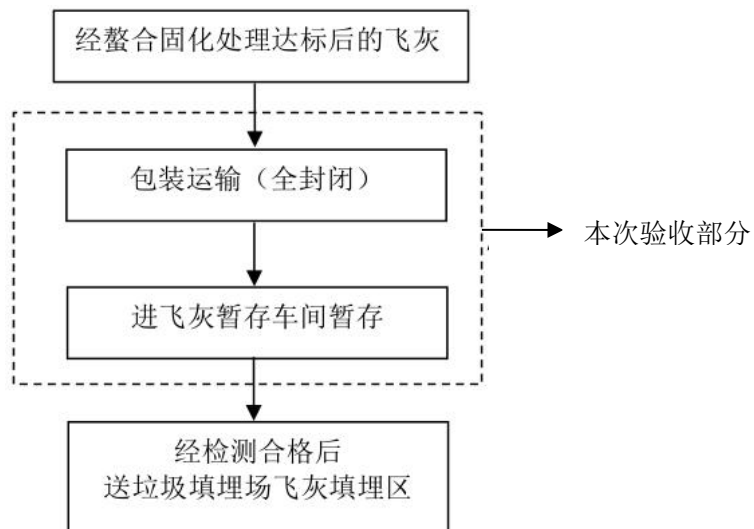 经螯合固化处理达标后的飞灰
包装运输（全封闭）
本次验收部分
进飞灰暂存车间暂存
经检测合格后
送垃圾填埋场飞灰填埋区